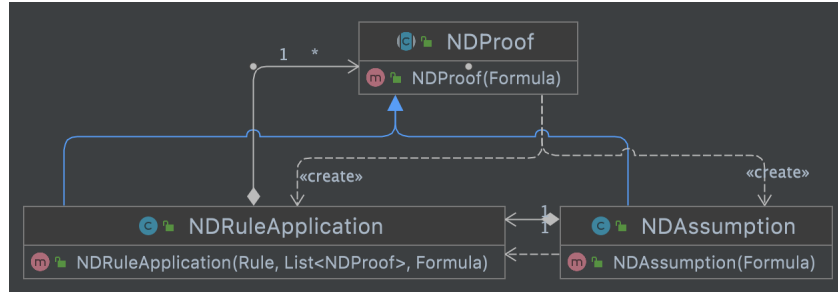 NDProof
1 *
NDProof(Formula)
«create»
«create»
NDRuleApplication
1
1
NDAssumption
NDRuleApplication(Rule, List<NDProof>, Formula)
NDAssumption(Formula)